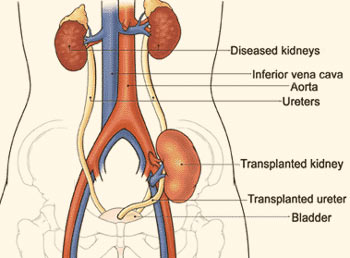 Diseased kidneys
Inferior vena cava
Aorta
Ureters
Transplanted kidney
Transplanted ureter
Bladder